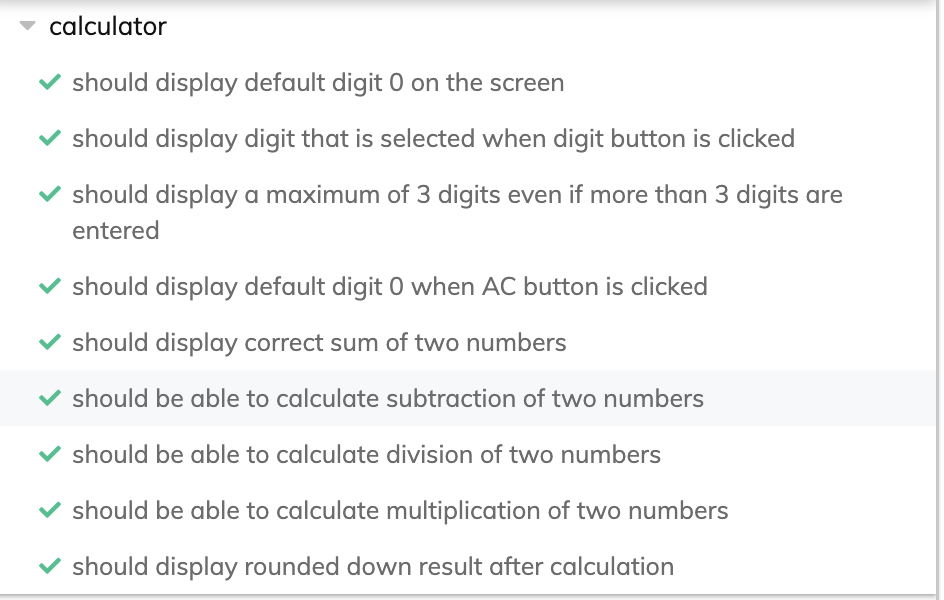 calculator
should display default digit 0 on the screen
should display digit that is selected when digit button is clicked
should display a maximum of 3 digits even if more than 3 digits are
entered
should display default digit 0 when AC button is clicked
should display correct sum of two numbers
should be able to calculate subtraction of two numbers
should be able to calculate division of two numbers
should be able to calculate multiplication of two numbers
should display rounded down result after calculation